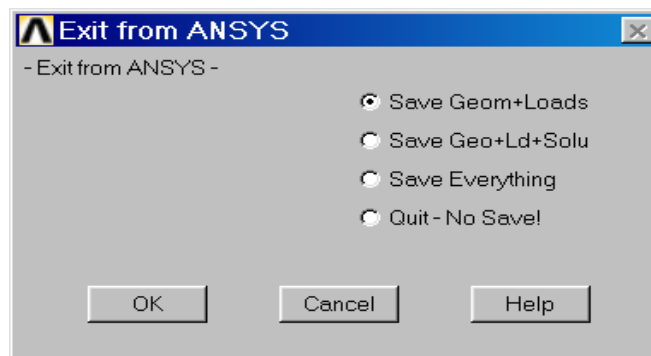 Exit from ANSYS
- Exit from ANSYS -
Save Geom+Loads
Save Geo+Ld+Solu
Save Everything
Quit - No Save!
OK Cancel Help